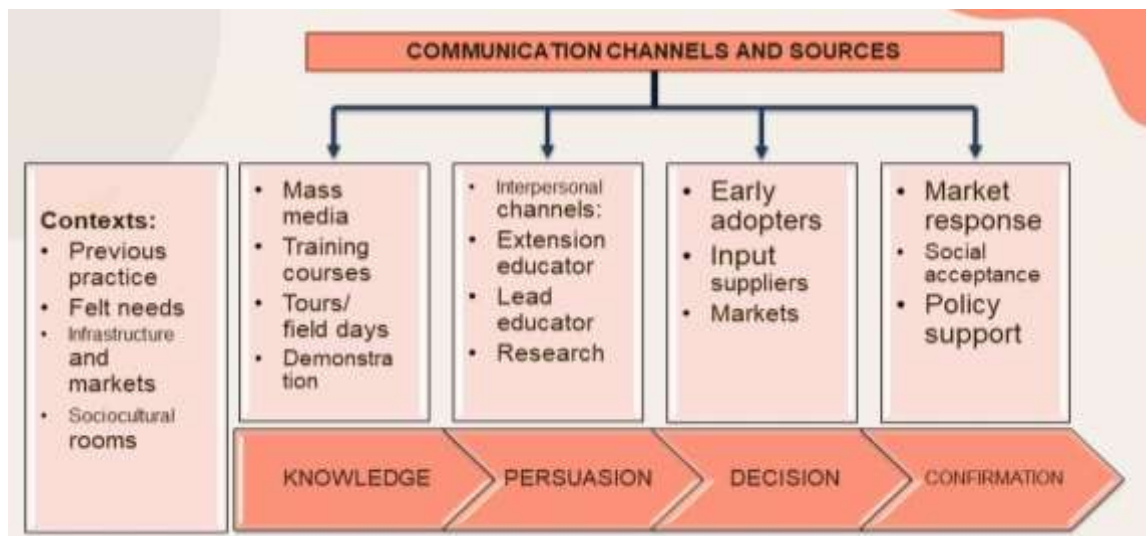 COMMUNICATION CHANNELS AND SOURCES
Contexts:
• Previous
practice
• Felt needs
• Infrastructure
and
markets
• Sociocultural
rooms
• Mass
media
• Training
courses
• Tours/
field days
• Demonstra
tion
• Interpersonal
channels:
• Extension
educator
• Lead
educator
• Research
• Early
adopters
• Input
suppliers
• Markets
• Market
response
• Social
acceptance
• Policy
support
KNOWLEDGE
PERSUASION
DECISION
CONFIRMATION